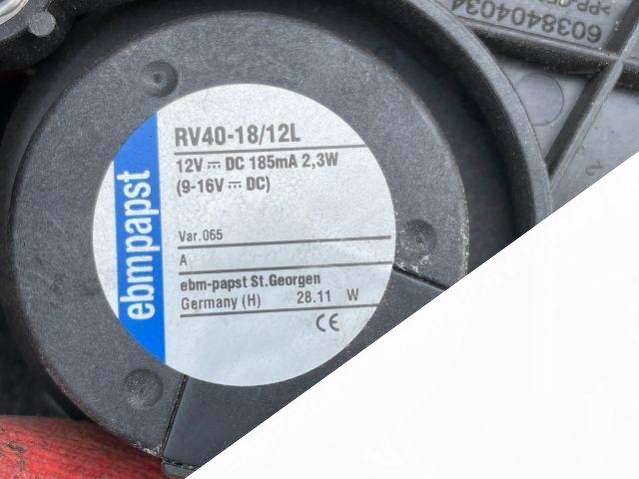 6038404034
RV40-18/12L
12V ⎓ DC 185mA 2,3W
(9-16V ⎓ DC)
ebmpapst
Var.065
A
ebm-papst St.Georgen
Germany (H) 28.11 W
CE